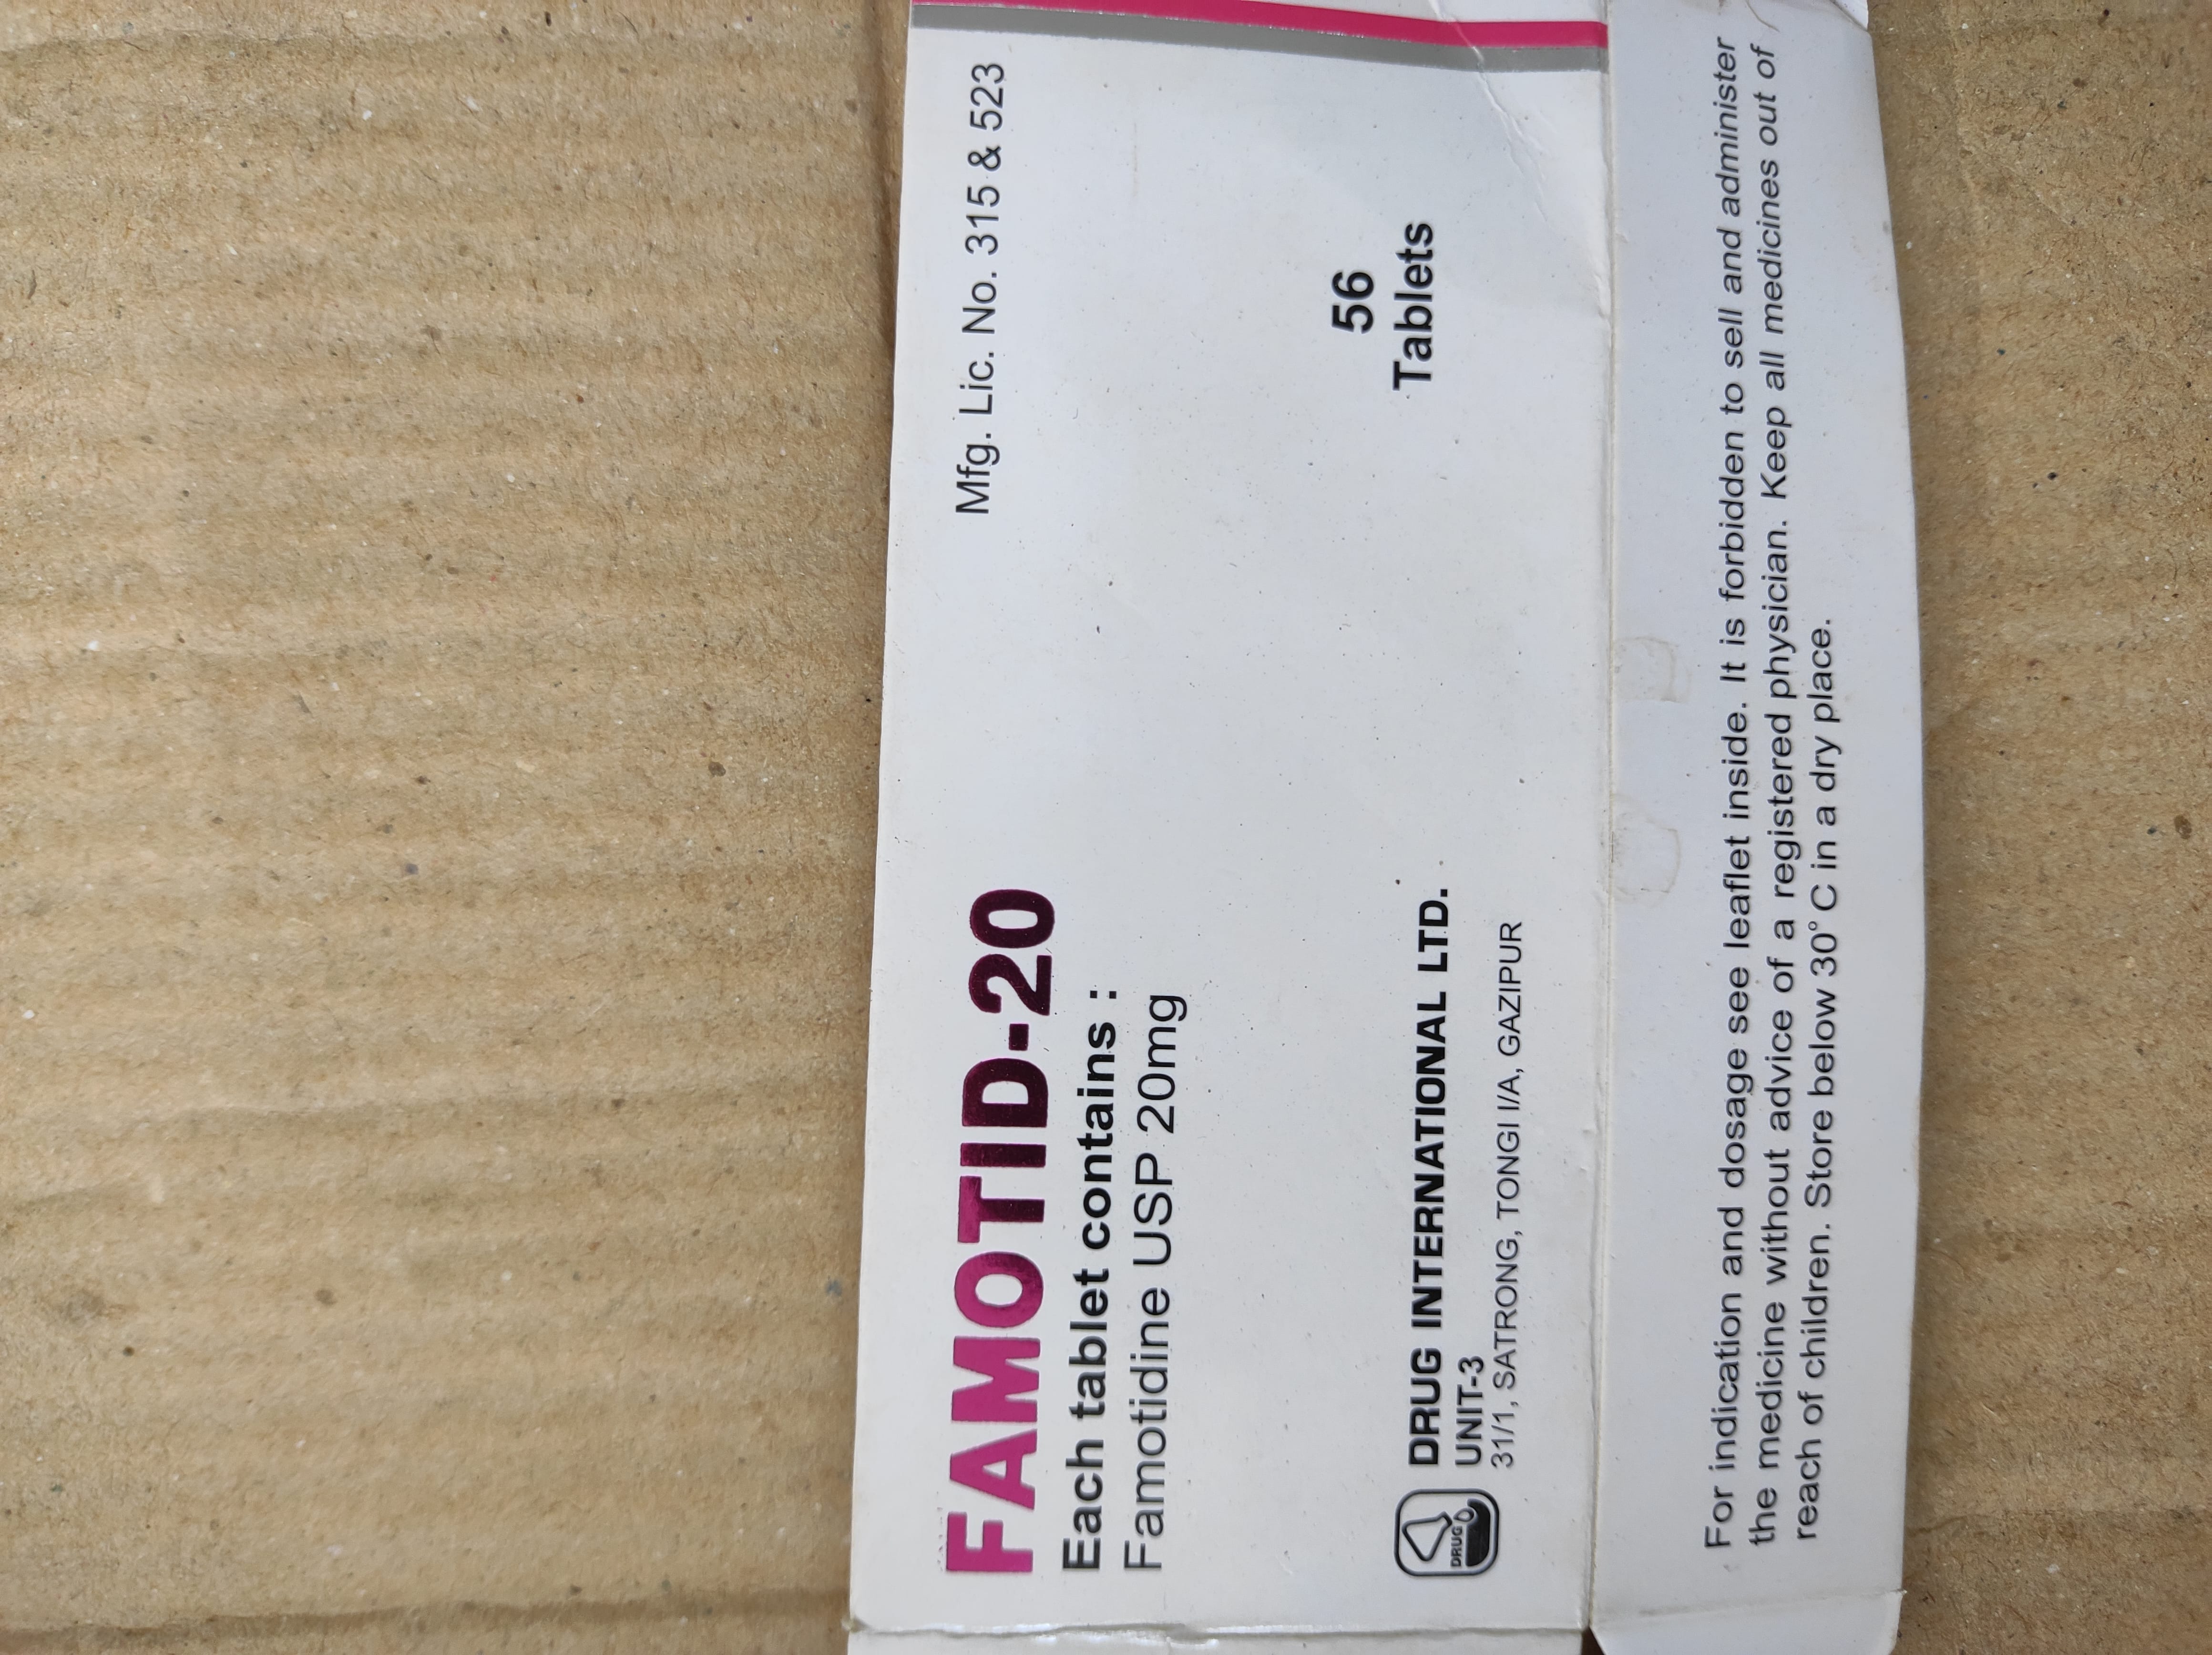 FAMOTID-20
Mfg. Lic. No. 315 & 523
Each tablet contains :
Famotidine USP 20mg
56
Tablets
DRUG
DRUG INTERNATIONAL LTD.
UNIT-3
31/1, SATRONG, TONGI I/A, GAZIPUR
For indication and dosage see leaflet inside. It is forbidden to sell and administer
the medicine without advice of a registered physician. Keep all medicines out of
reach of children. Store below 30° C in a dry place.